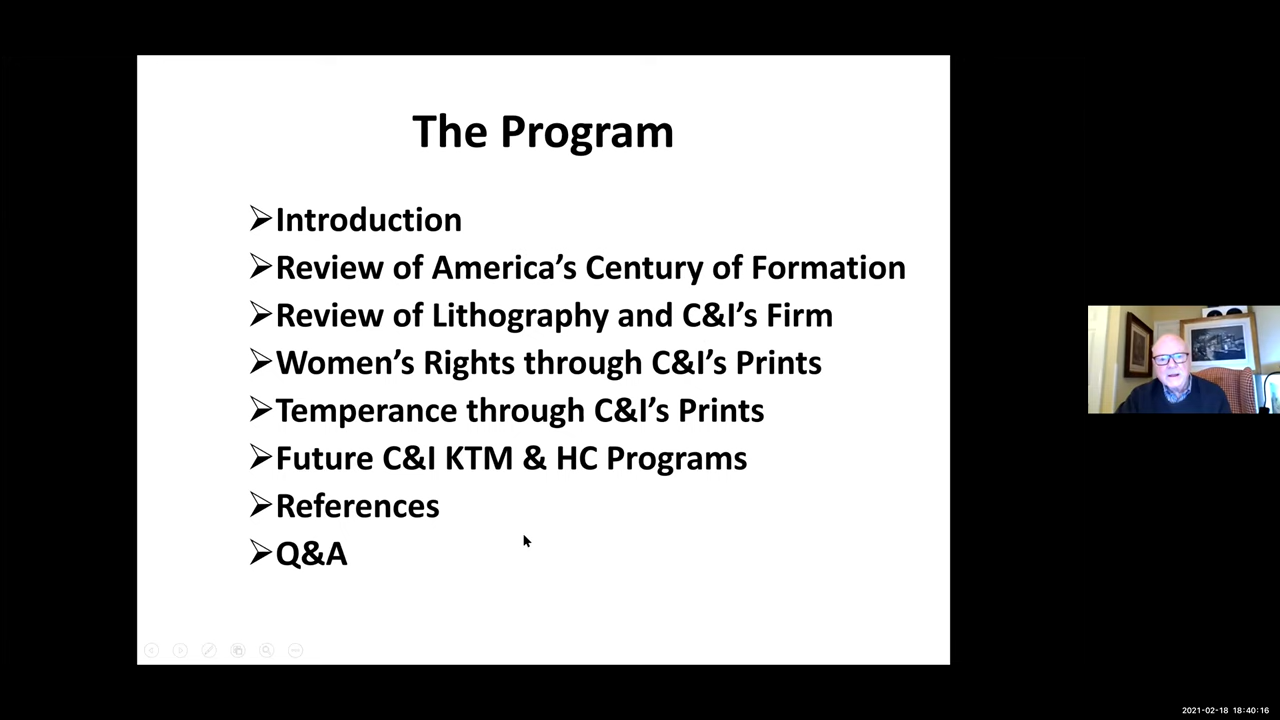 The Program
➢Introduction
➢Review of America’s Century of Formation
➢Review of Lithography and C&I’s Firm
➢Women’s Rights through C&I’s Prints
➢Temperance through C&I’s Prints
➢Future C&I KTM & HC Programs
➢References
➢Q&A
2021-02-18 18:40:16